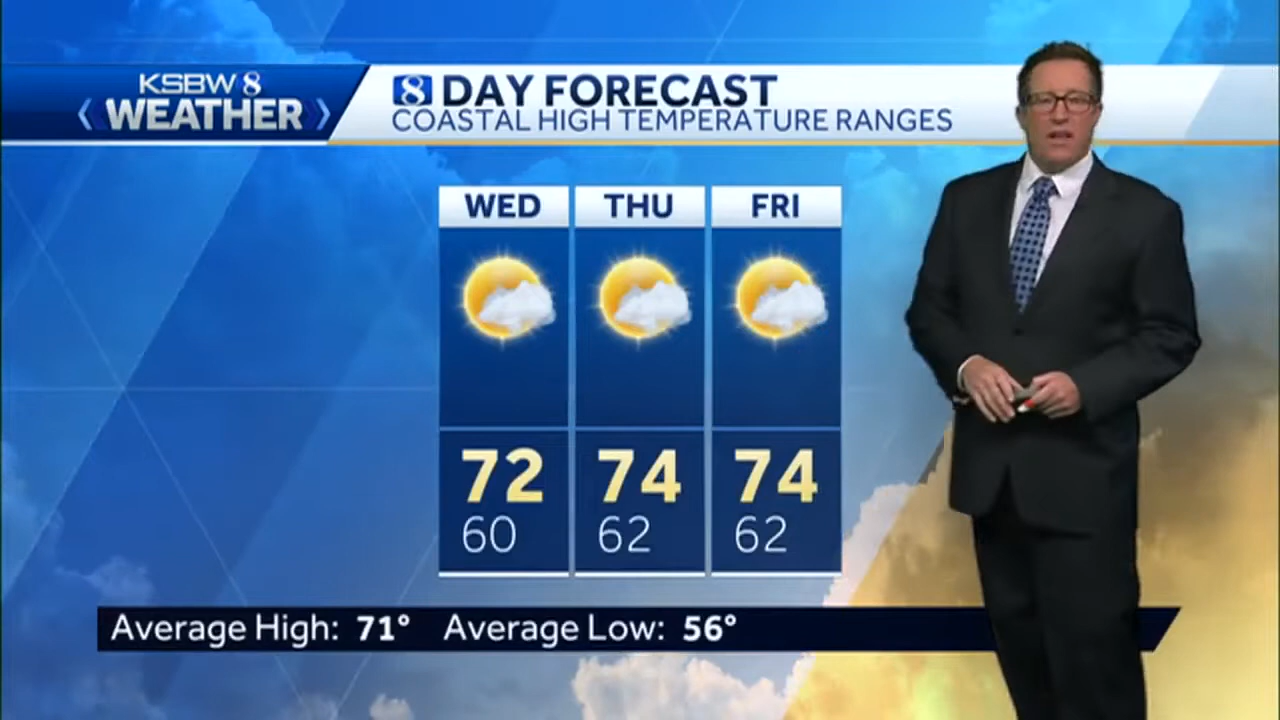 KSBW 8
WEATHER
8 DAY FORECAST
COASTAL HIGH TEMPERATURE RANGES
WED THU FRI
72 74 74
60 62 62
Average High: 71° Average Low: 56°